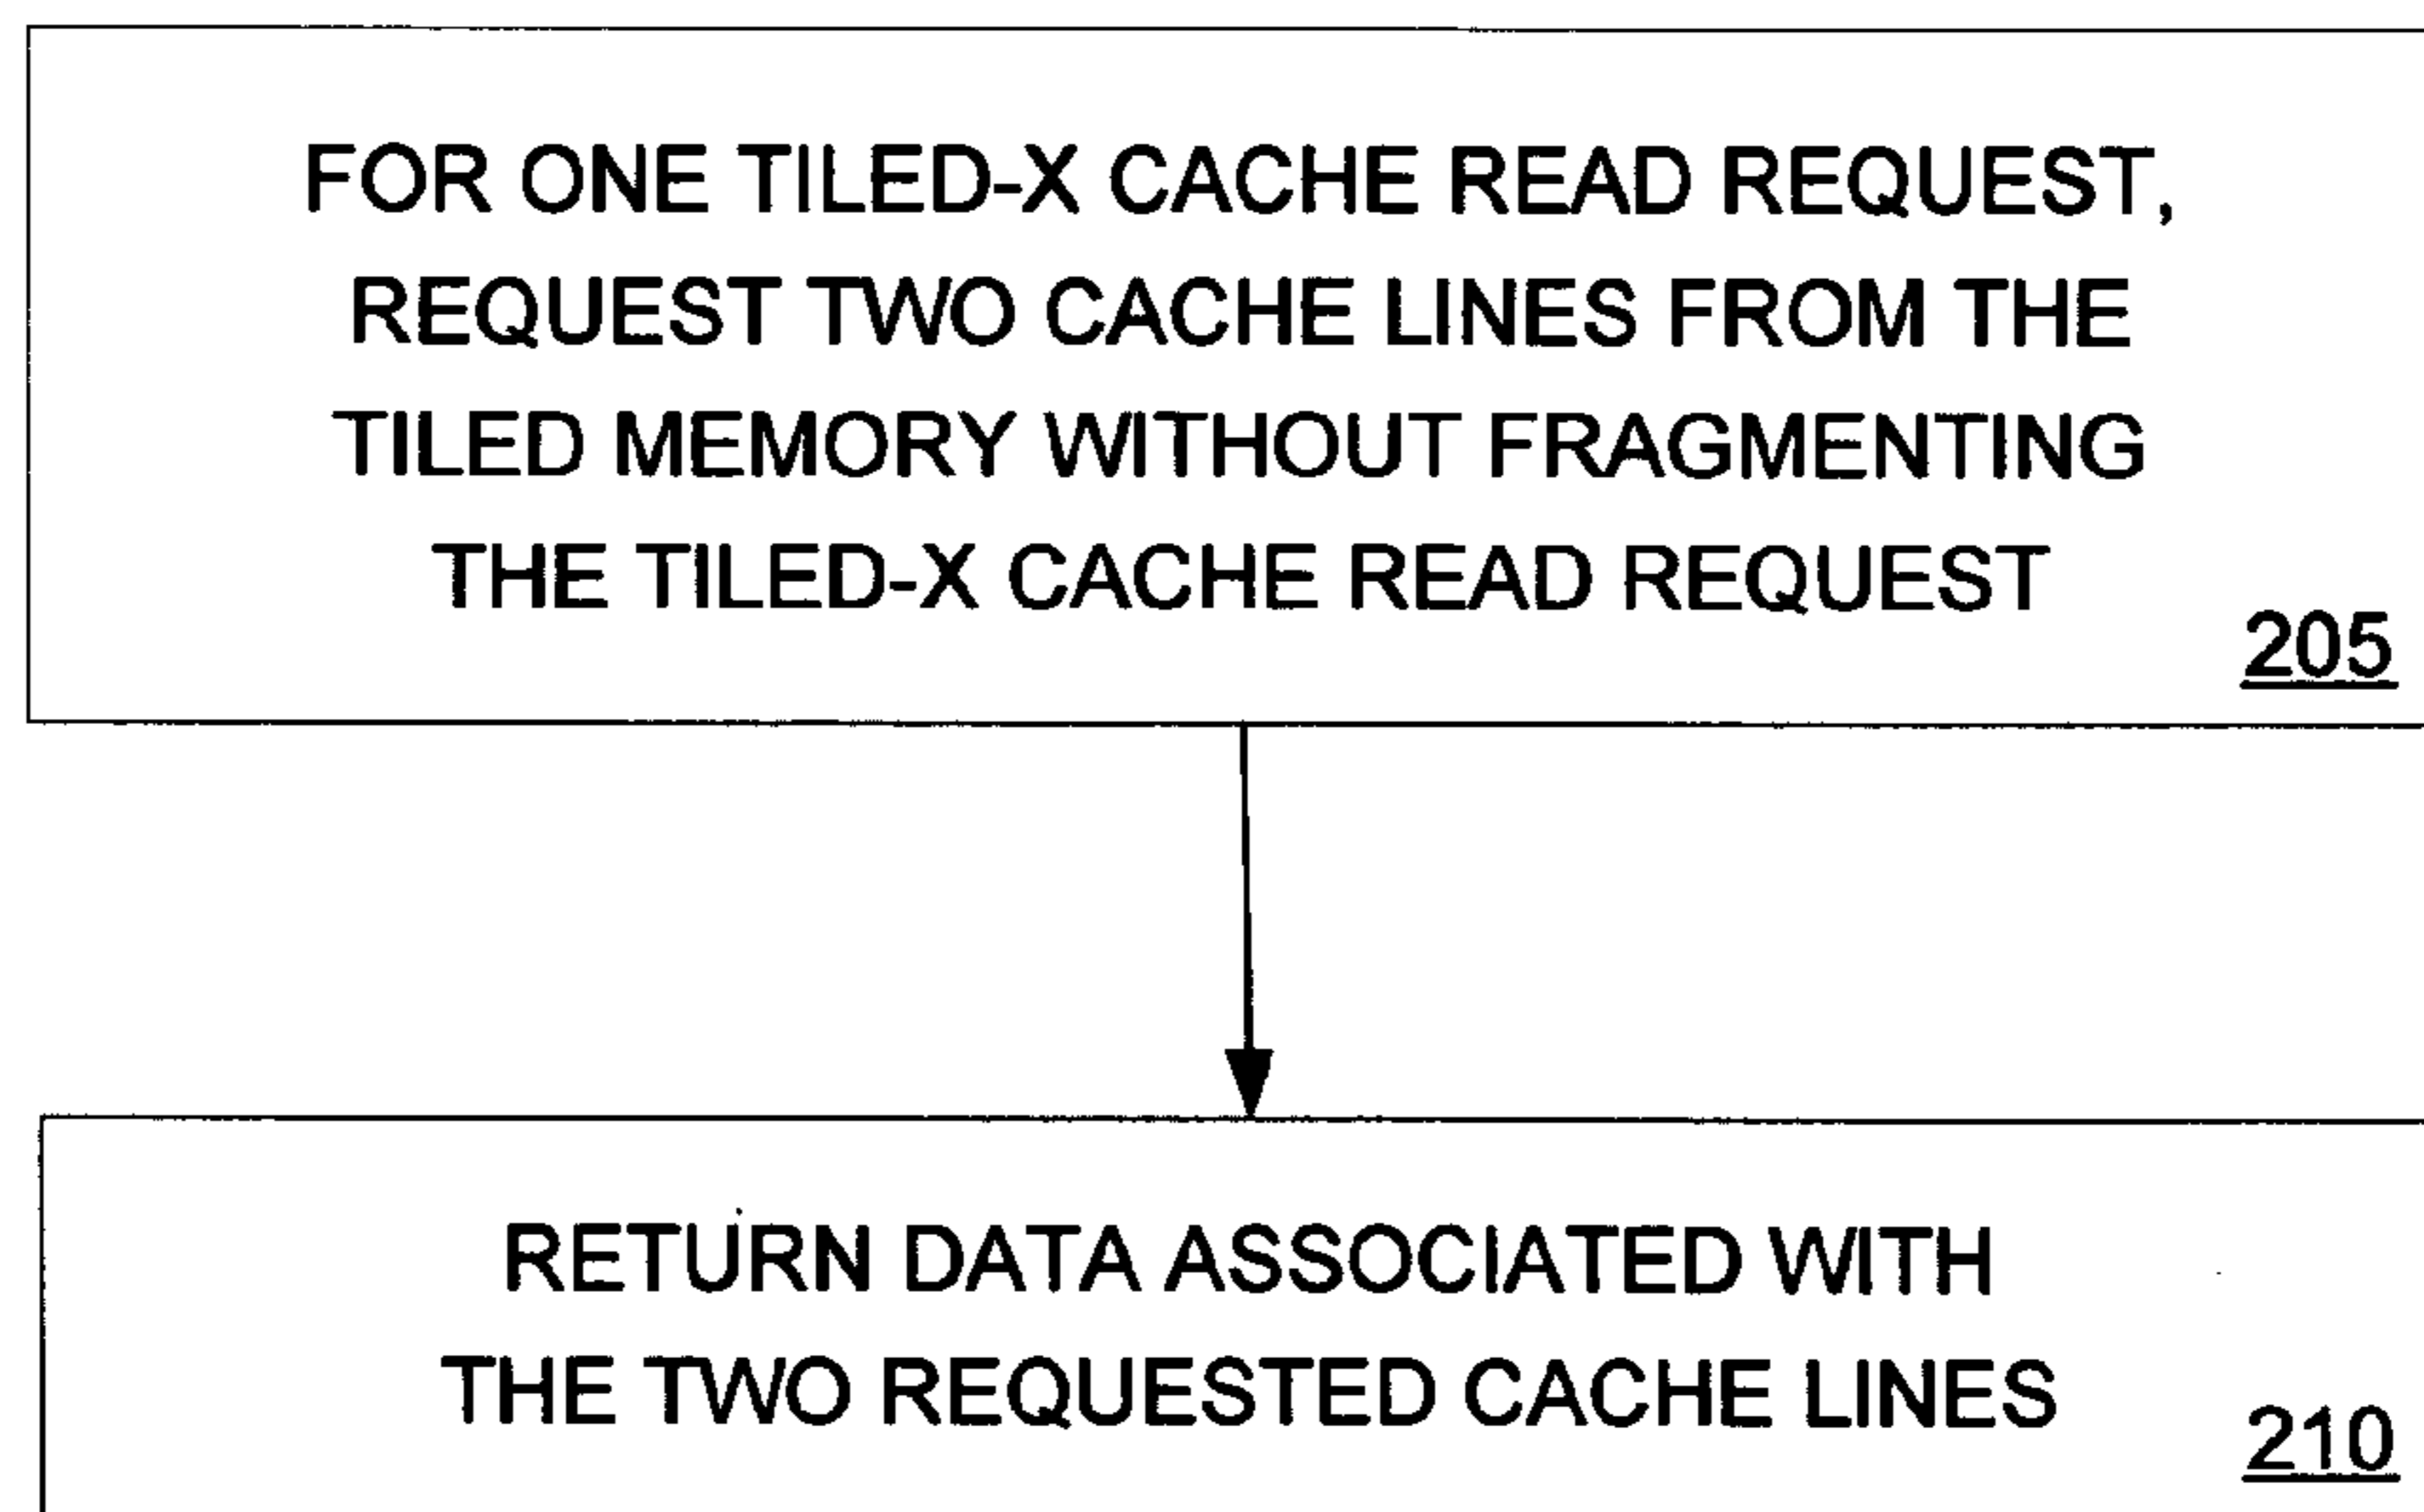 FOR ONE TILED-X CACHE READ REQUEST,
REQUEST TWO CACHE LINES FROM THE
TILED MEMORY WITHOUT FRAGMENTING
THE TILED-X CACHE READ REQUEST
205
RETURN DATA ASSOCIATED WITH
THE TWO REQUESTED CACHE LINES
210